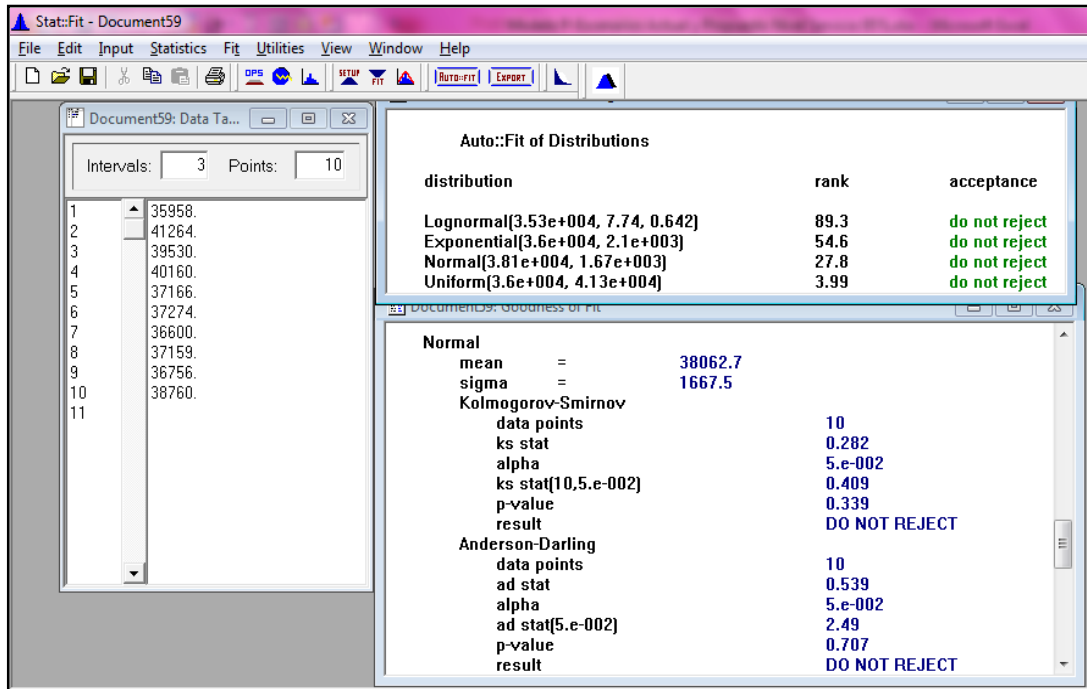 Stat::Fit - Document59
File Edit Input Statistics Fit Utilities View Window Help
OPS SETUP FIT AUTO::FIT EXPORT
Document59: Data Ta...
Intervals: 3 Points: 10
1 35958.
2 41264.
3 39530.
4 40160.
5 37166.
6 37274.
7 36600.
8 37159.
9 36756.
10 38760.
11
Auto::Fit of Distributions
distribution rank acceptance
Lognormal(3.53e+004, 7.74, 0.642) 89.3 do not reject
Exponential(3.6e+004, 2.1e+003) 54.6 do not reject
Normal(3.81e+004, 1.67e+003) 27.8 do not reject
Uniform(3.6e+004, 4.13e+004) 3.99 do not reject
Document59: Goodness of Fit
Normal
mean = 38062.7
sigma = 1667.5
Kolmogorov-Smirnov
data points 10
ks stat 0.282
alpha 5.e-002
ks stat(10,5.e-002) 0.409
p-value 0.339
result DO NOT REJECT
Anderson-Darling
data points 10
ad stat 0.539
alpha 5.e-002
ad stat(5.e-002) 2.49
p-value 0.707
result DO NOT REJECT